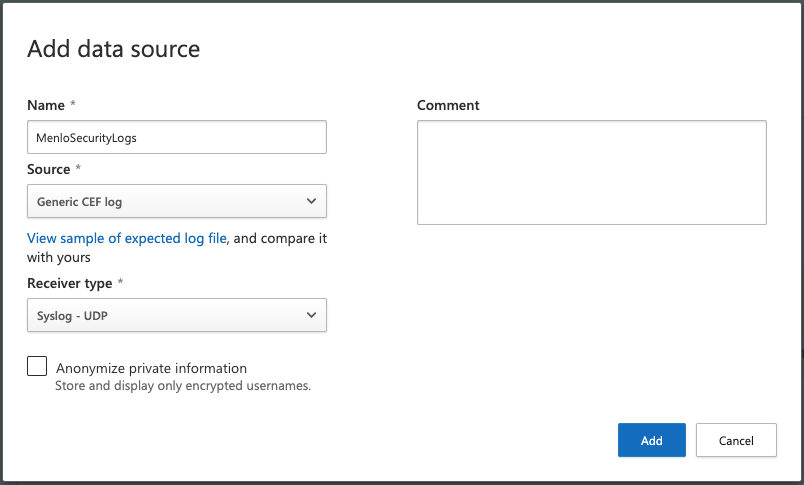 Add data source
Name *
MenloSecurityLogs
Source *
Generic CEF log
View sample of expected log file, and compare it
with yours
Receiver type *
Syslog - UDP
Anonymize private information
Store and display only encrypted usernames.
Comment
Add
Cancel